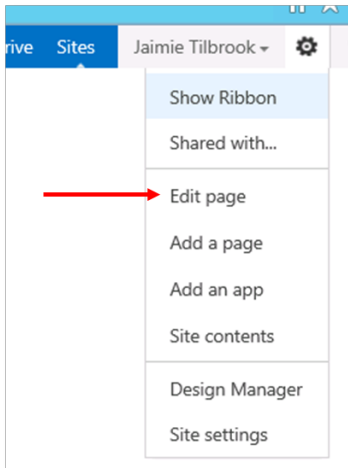 rive Sites Jaimie Tilbrook
Show Ribbon
Shared with...
Edit page
Add a page
Add an app
Site contents
Design Manager
Site settings